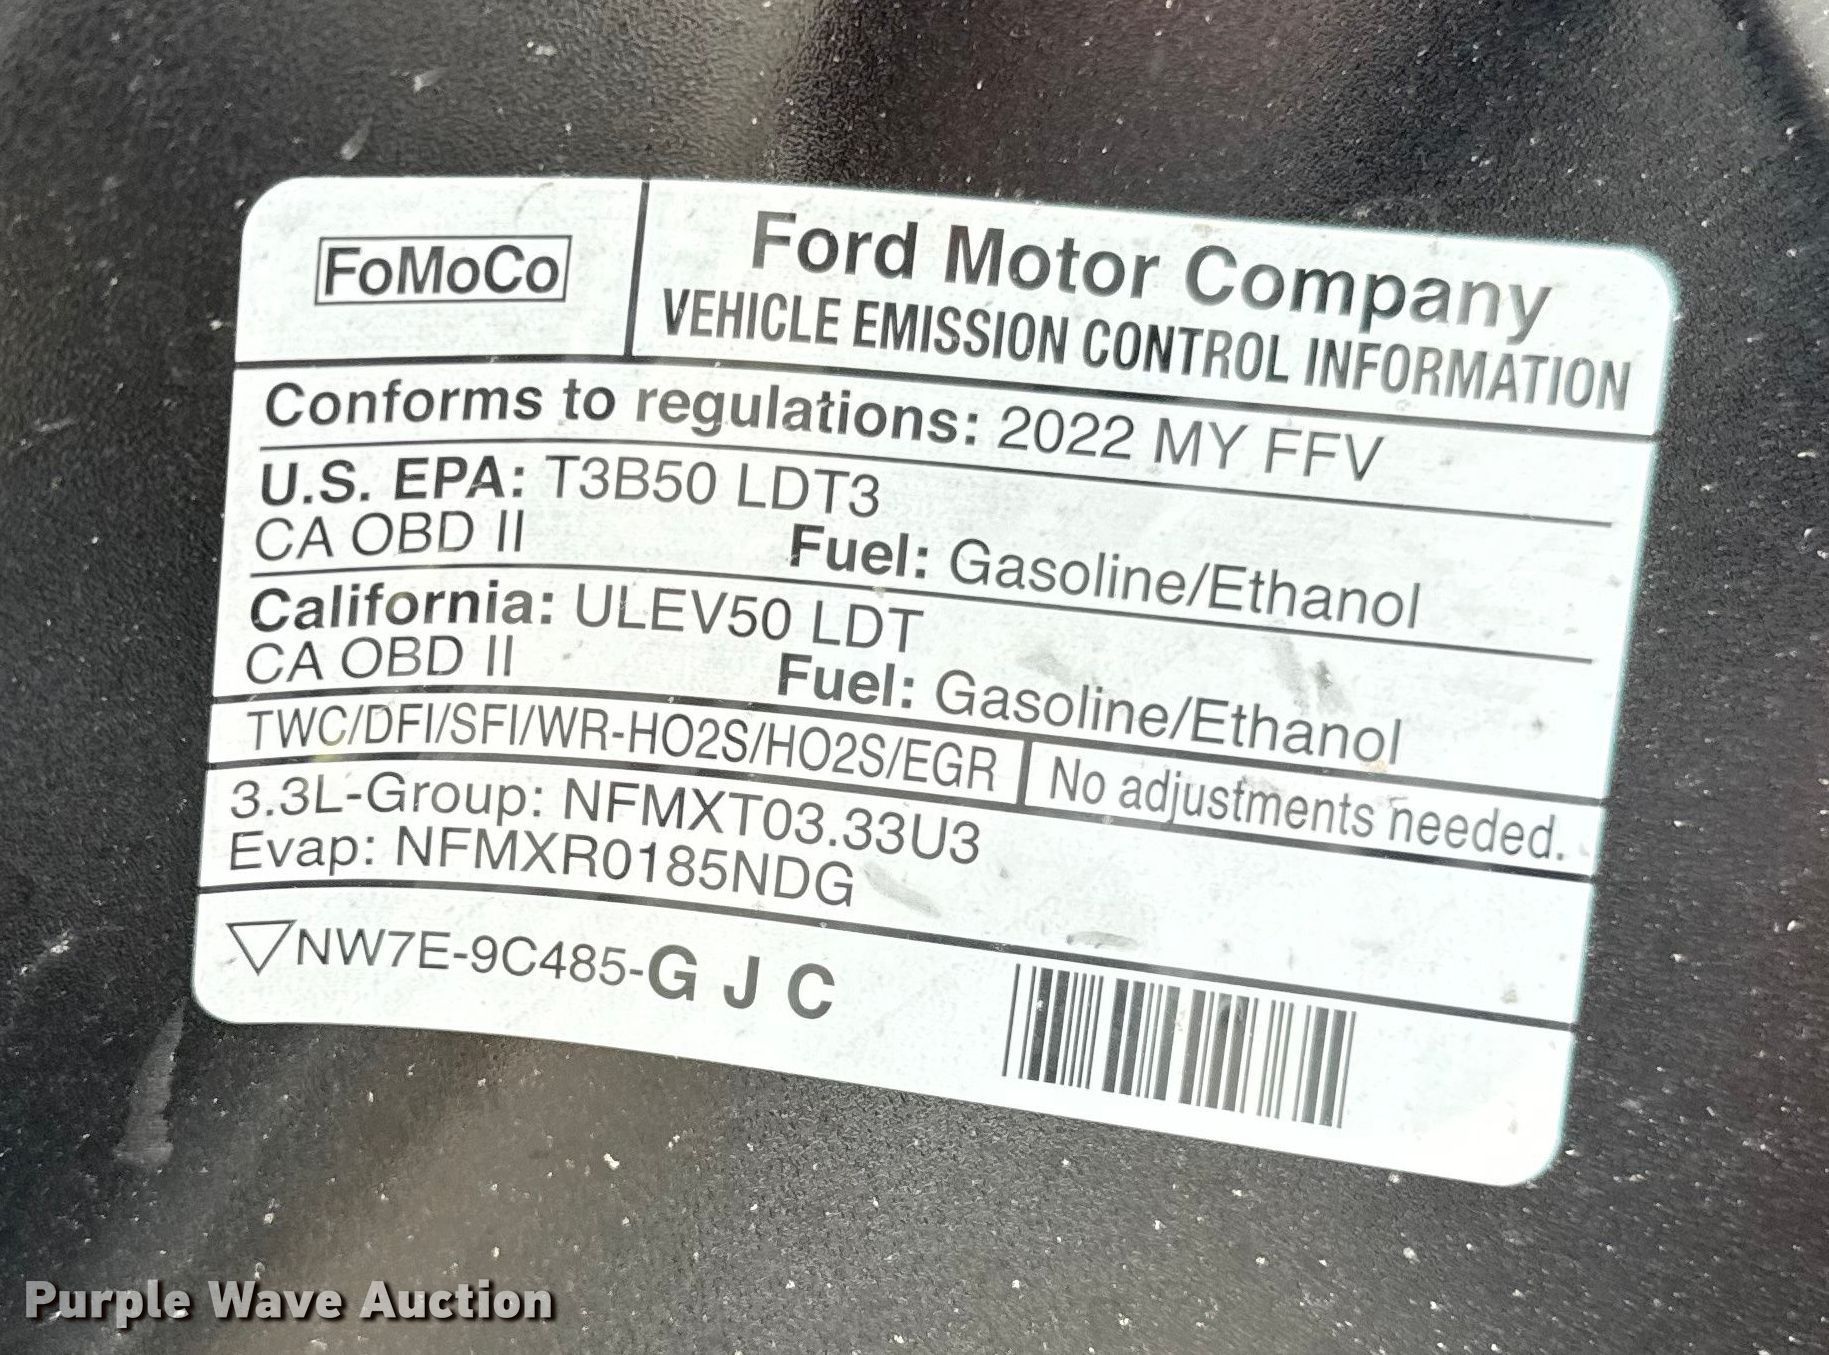 FoMoCo
Ford Motor Company
VEHICLE EMISSION CONTROL INFORMATION
Conforms to regulations: 2022 MY FFV
U.S. EPA: T3B50 LDT3
CA OBD II Fuel: Gasoline/Ethanol
California: ULEV50 LDT
CA OBD II Fuel: Gasoline/Ethanol
TWC/DFI/SFI/WR-HO2S/HO2S/EGR No adjustments needed.
3.3L-Group: NFMXT03.33U3
Evap: NFMXR0185NDG
NW7E-9C485-G J C
Purple Wave Auction